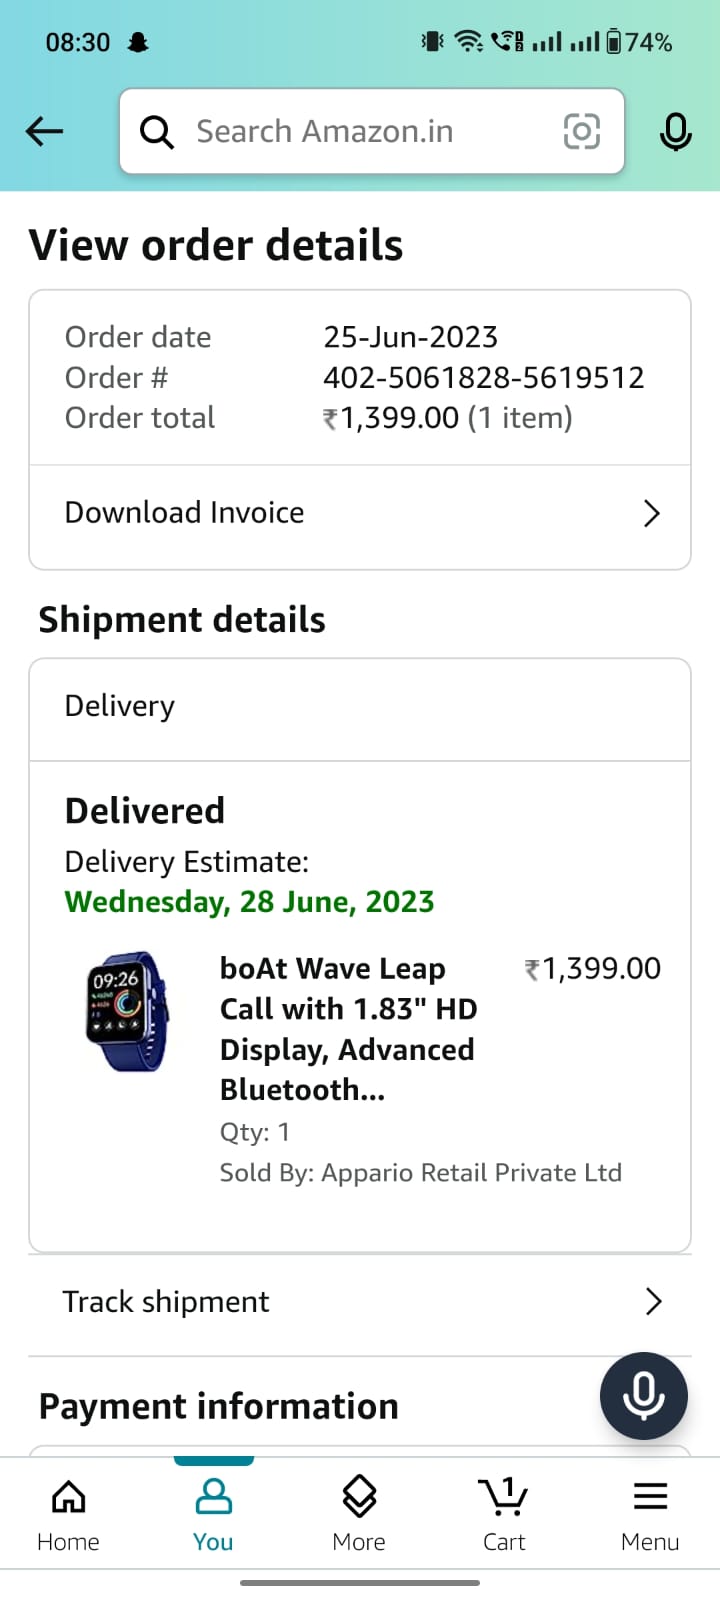 08:30
74%
Search Amazon.in
View order details
Order date 25-Jun-2023
Order # 402-5061828-5619512
Order total ₹1,399.00 (1 item)
Download Invoice
Shipment details
Delivery
Delivered
Delivery Estimate:
Wednesday, 28 June, 2023
09:26
boAt Wave Leap ₹1,399.00
Call with 1.83" HD
Display, Advanced
Bluetooth...
Qty: 1
Sold By: Appario Retail Private Ltd
Track shipment
Payment information
1
Home You More Cart Menu